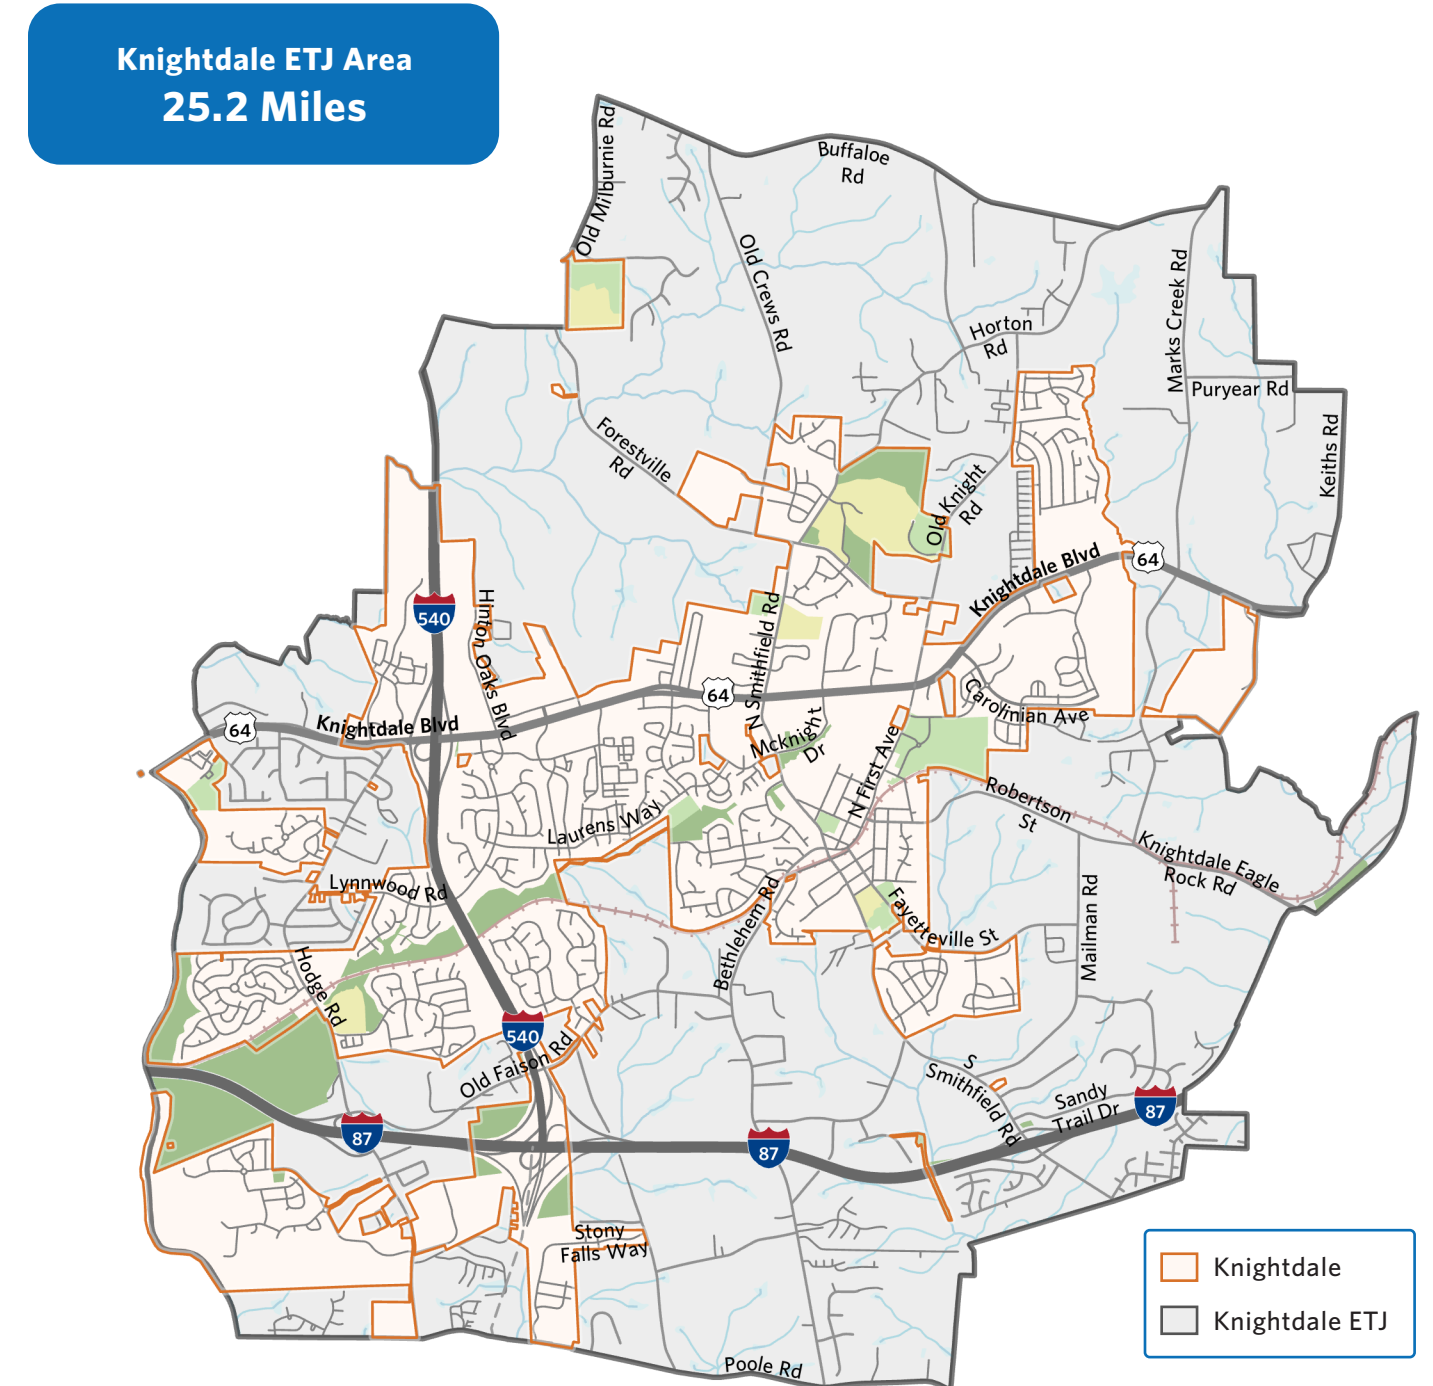 Knightdale ETJ Area
25.2 Miles
Old Milburnie Rd
Buffaloe
Rd
Old Crews Rd
Marks Creek Rd
Horton
Rd
Puryear Rd
Keiths Rd
Forestville
Rd
Old Knight
Rd
Knightdale Blvd
64
540
Hinton Oaks Blvd
N Smithfield Rd
64
Carolinian Ave
64
Knightdale Blvd
Mcknight
Dr
N First Ave
Robertson
St
Laurens Way
Knightdale Eagle
Rock Rd
Lynnwood Rd
Bethlehem Rd
Fayetteville St
Mailman Rd
Hodge Rd
540
Old Faison Rd
S
Smithfield Rd
Sandy
Trail Dr
87
87
87
Stony
Falls Way
Poole Rd
Knightdale
Knightdale ETJ